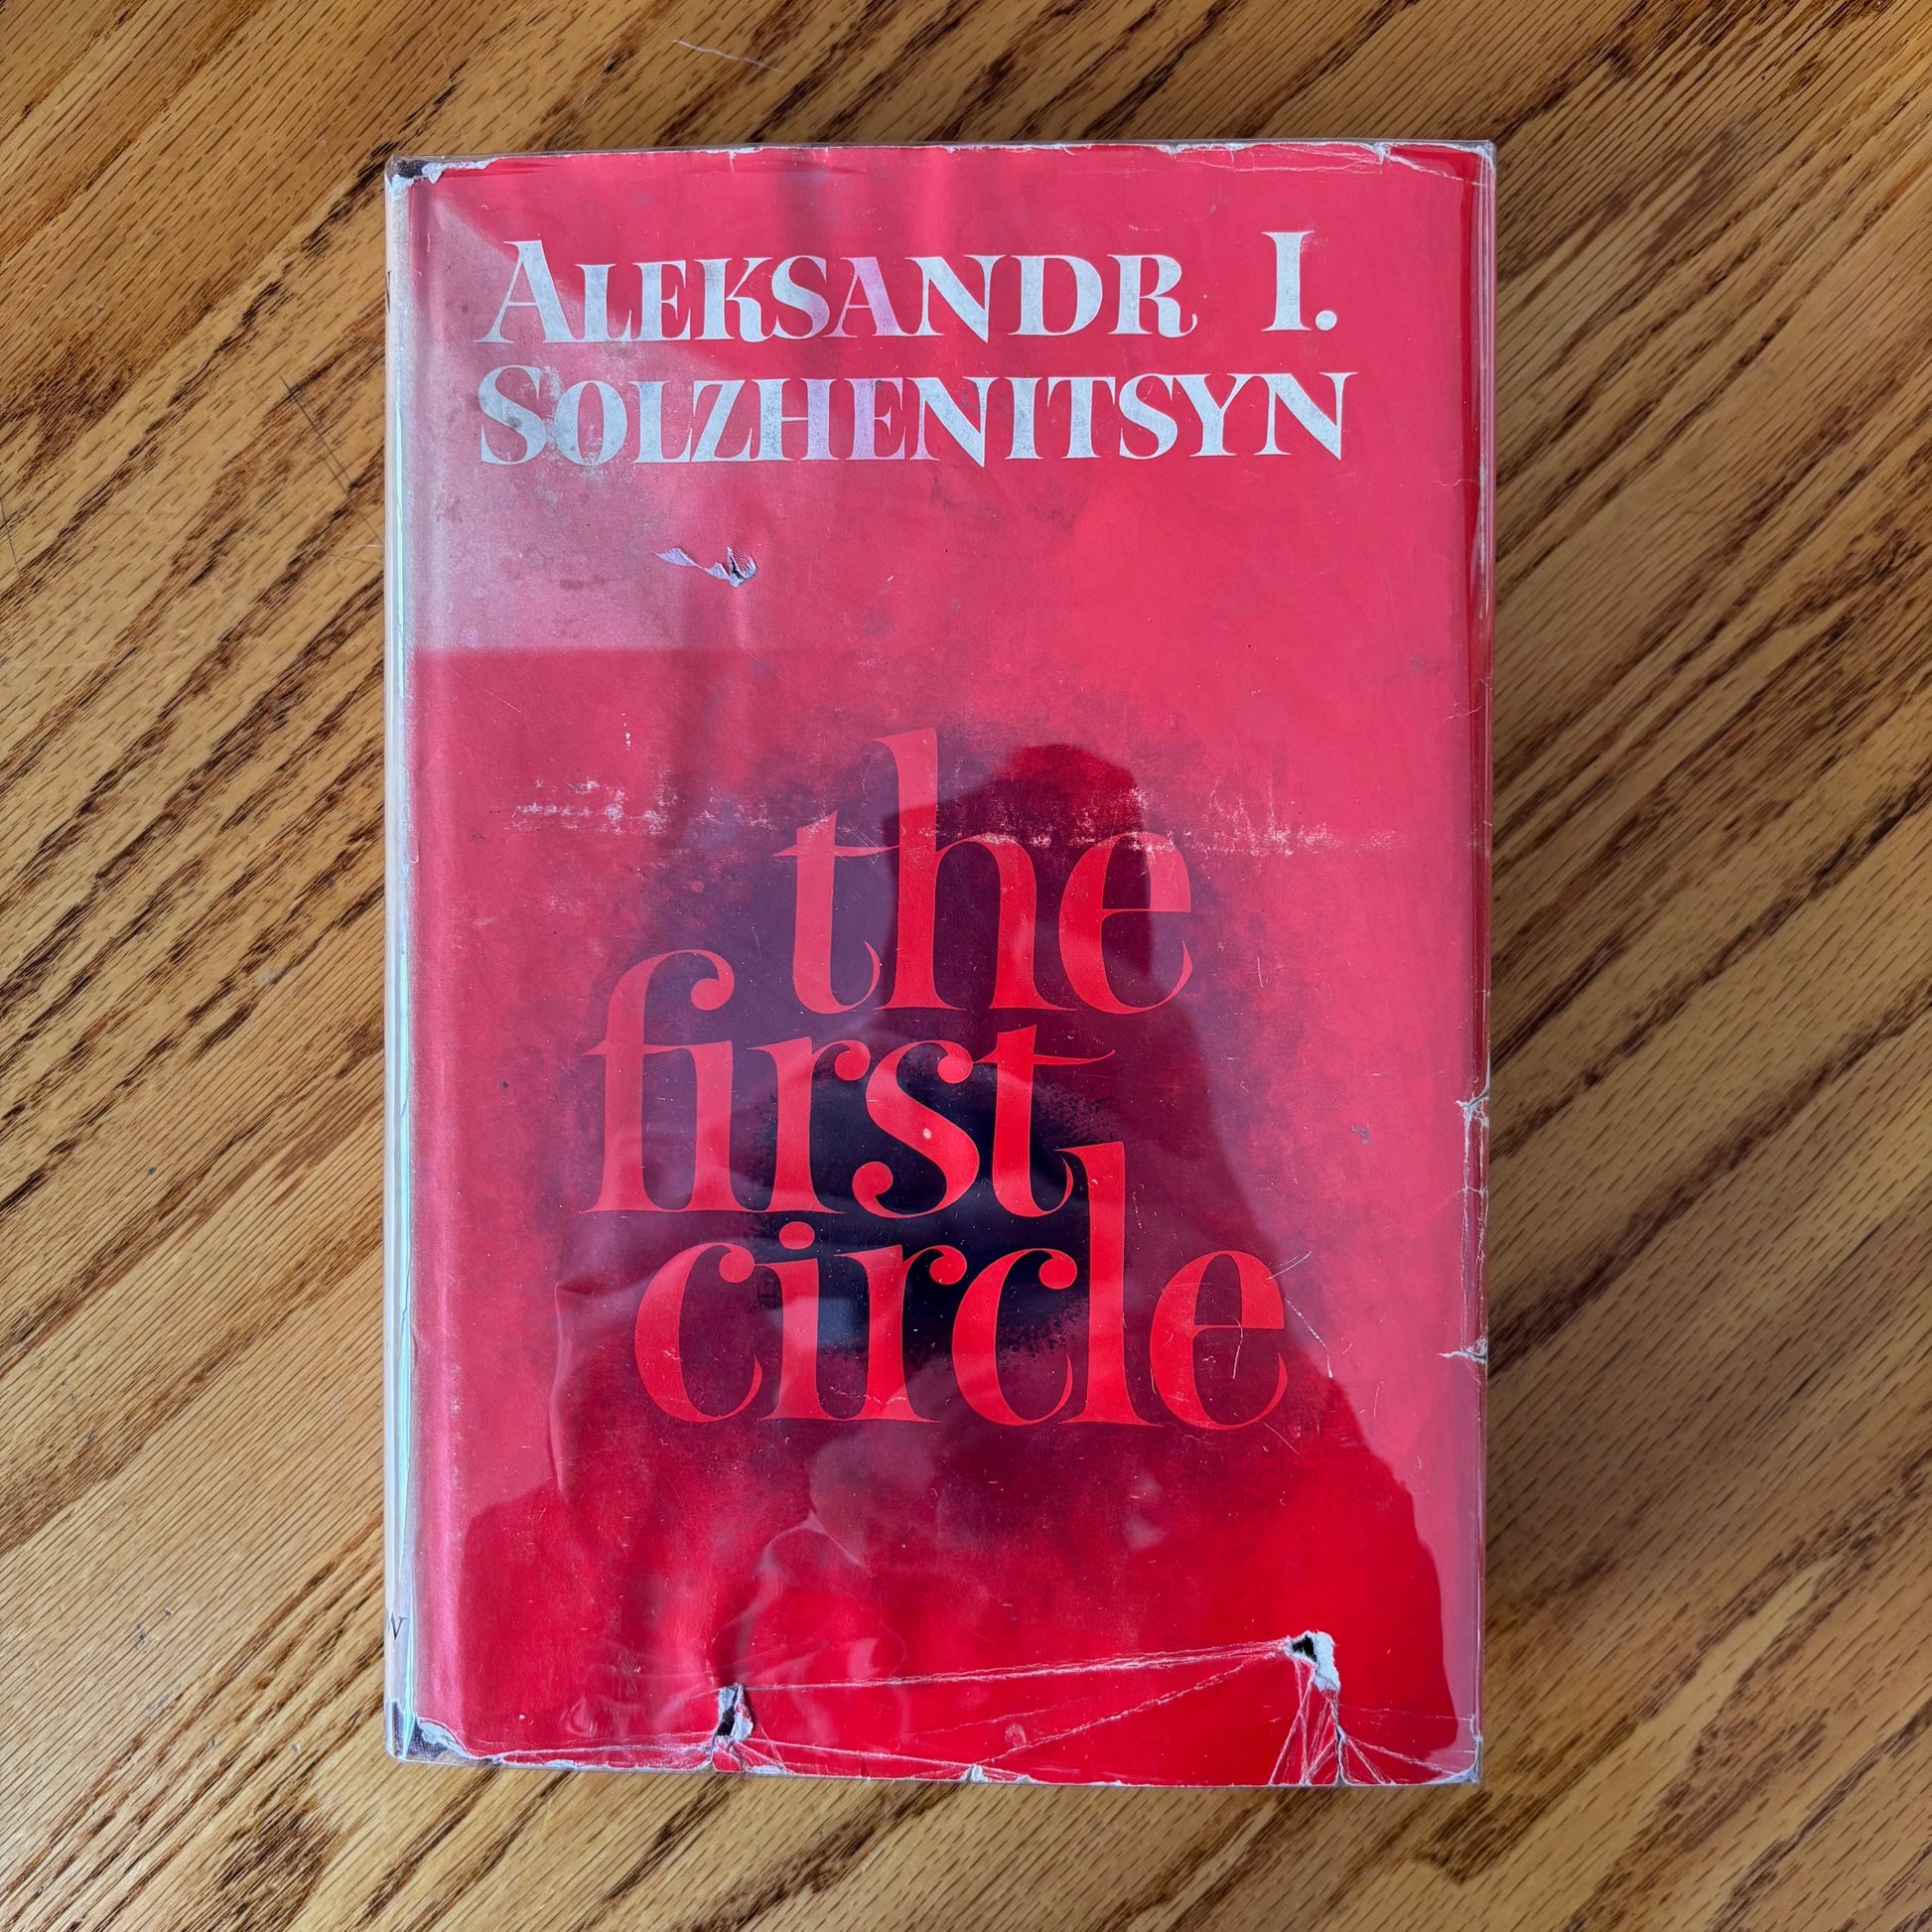 ALEKSANDR I.
SOLZHENITSYN
the
first
circle